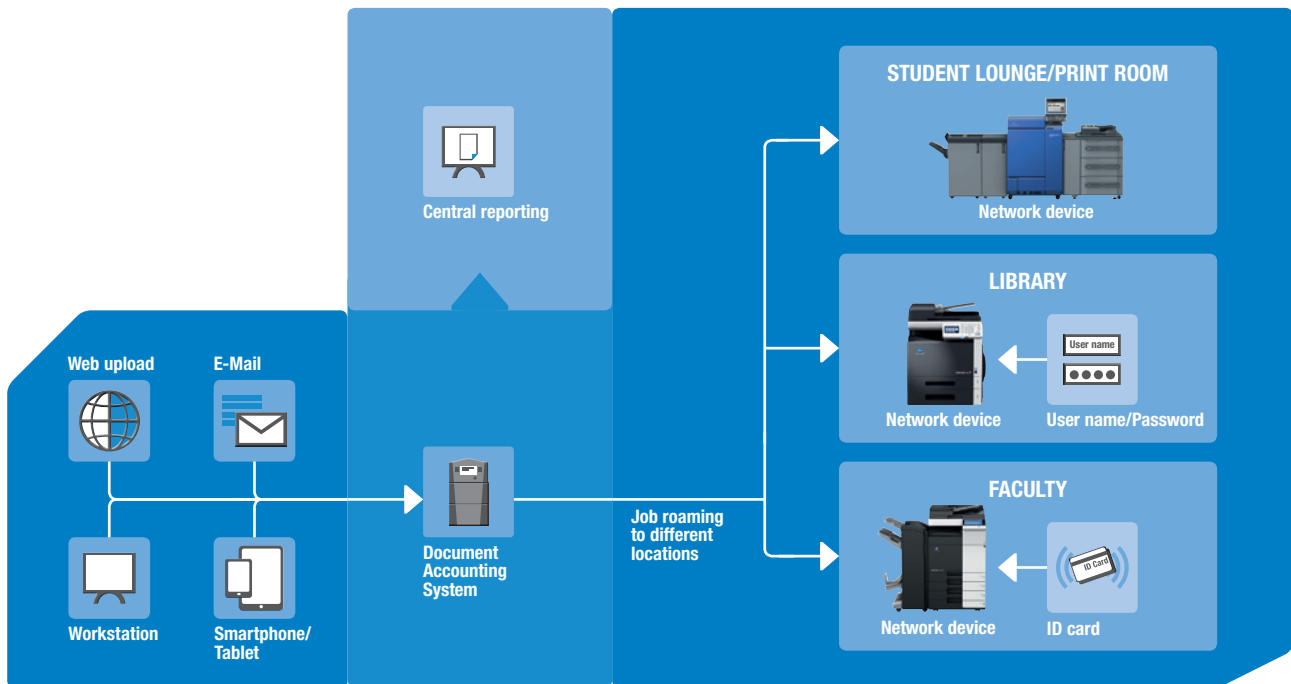 STUDENT LOUNGE/PRINT ROOM
Network device
Central reporting
LIBRARY
User name
Network device
User name/Password
Web upload
E-Mail
Workstation
Smartphone/
Tablet
Document
Accounting
System
Job roaming
to different
locations
FACULTY
ID Card
Network device
ID card